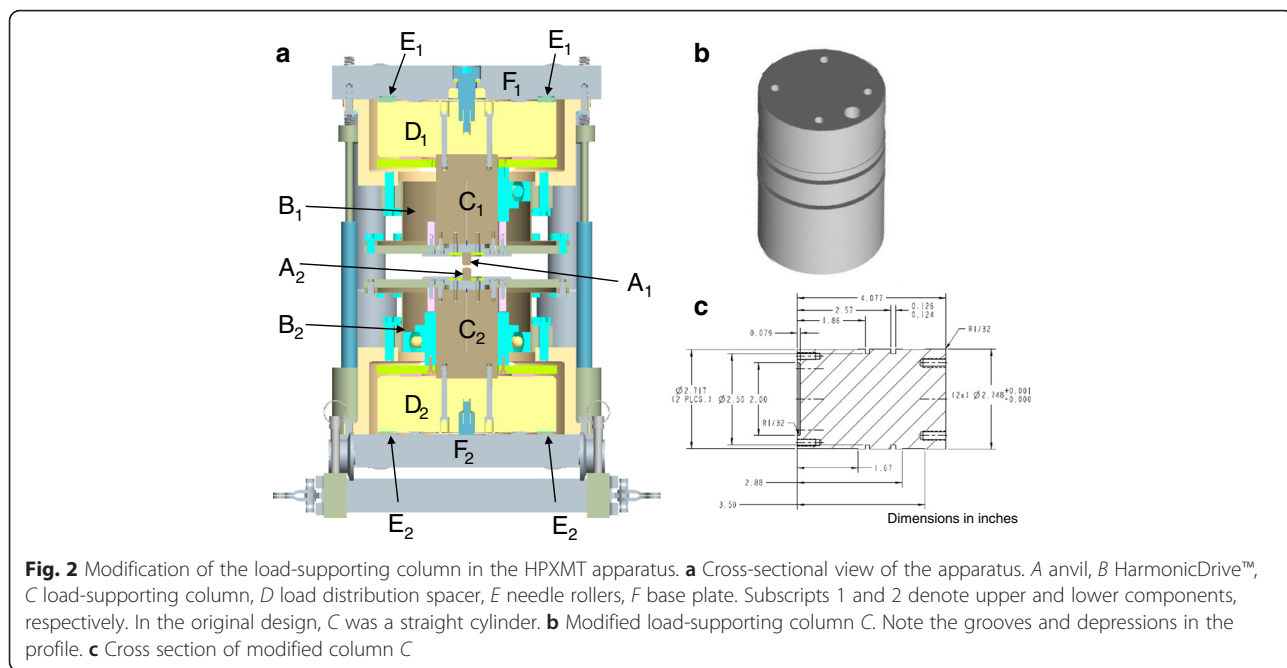 a
E1
E1
F1
D1
C1
B1
A2
A1
B2
C2
D2
F2
E2
E2
b
c
4.077
2.57
0.126
0.124
1.86
0.079
R1/32
Ø2.717
(2 PLCS.)
Ø2.50
2.00
(2x) Ø2.748 +0.001
-0.000
R1/32
1.67
2.88
3.50
Dimensions in inches
Fig. 2 Modification of the load-supporting column in the HPXMT apparatus. a Cross-sectional view of the apparatus. A anvil, B HarmonicDrive™,
C load-supporting column, D load distribution spacer, E needle rollers, F base plate. Subscripts 1 and 2 denote upper and lower components,
respectively. In the original design, C was a straight cylinder. b Modified load-supporting column C. Note the grooves and depressions in the
profile. c Cross section of modified column C